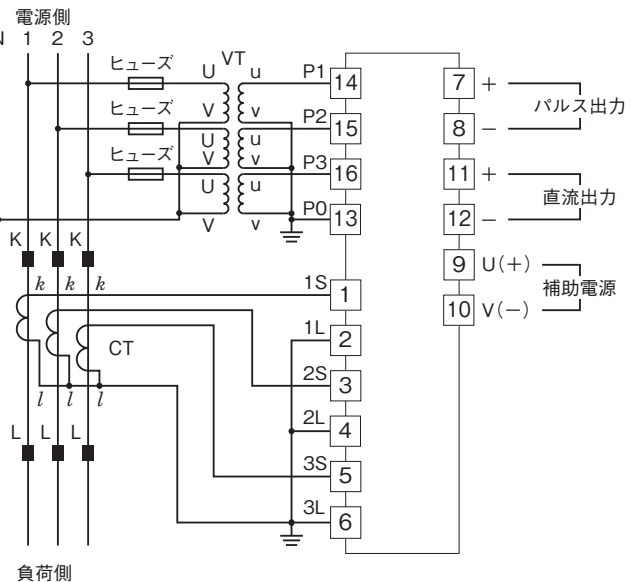 電源側
N 1 2 3
ヒューズ U VT u P1 14 7 + パルス出力
V v
ヒューズ U u P2 15 8 −
V v
ヒューズ U u P3 16 11 + 直流出力
V v P0 13 12 −
K K K
9 U(+) 補助電源
k k k 1S 1 10 V(−)
1L 2
CT
2S 3
l l l
2L 4
L L L
3S 5
3L 6
負荷側